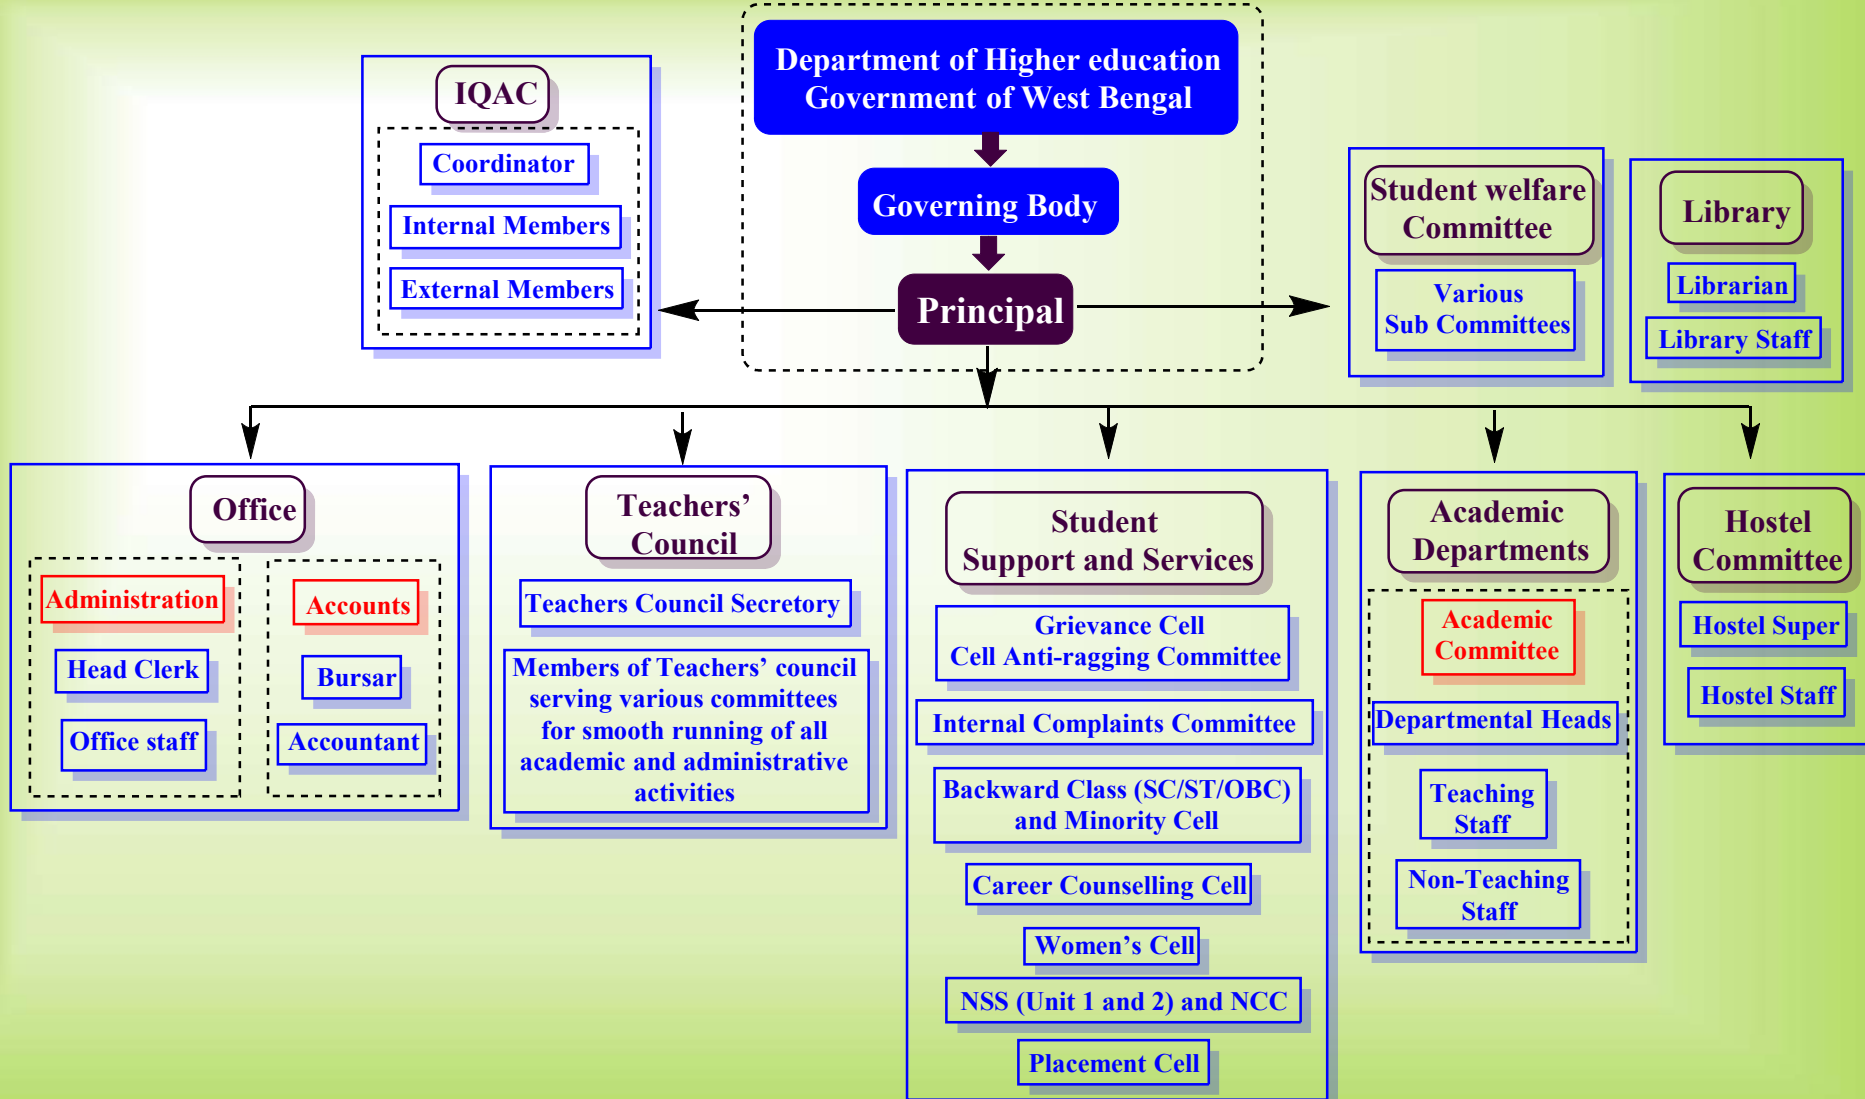 Department of Higher education
Government of West Bengal
Governing Body
Principal
IQAC
Coordinator
Internal Members
External Members
Student welfare
Committee
Various
Sub Committees
Library
Librarian
Library Staff
Office
Administration
Head Clerk
Office staff
Accounts
Bursar
Accountant
Teachers’
Council
Teachers Council Secretory
Members of Teachers’ council
serving various committees
for smooth running of all
academic and administrative
activities
Student
Support and Services
Grievance Cell
Cell Anti-ragging Committee
Internal Complaints Committee
Backward Class (SC/ST/OBC)
and Minority Cell
Career Counselling Cell
Women’s Cell
NSS (Unit 1 and 2) and NCC
Placement Cell
Academic
Departments
Academic
Committee
Departmental Heads
Teaching
Staff
Non-Teaching
Staff
Hostel
Committee
Hostel Super
Hostel Staff